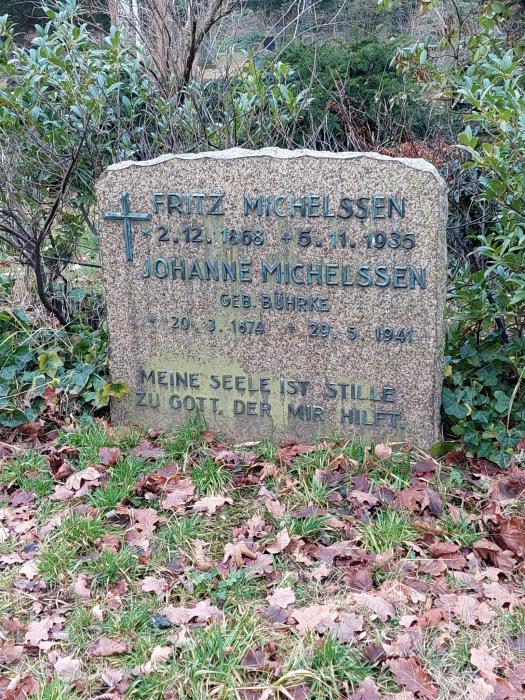 FRITZ MICHELSSEN
* 2.12.1868 + 5.11.1935
JOHANNE MICHELSSEN
GEB. BÜHRKE
* 20.3.1874 + 29.5.1941
MEINE SEELE IST STILLE
ZU GOTT, DER MIR HILFT.